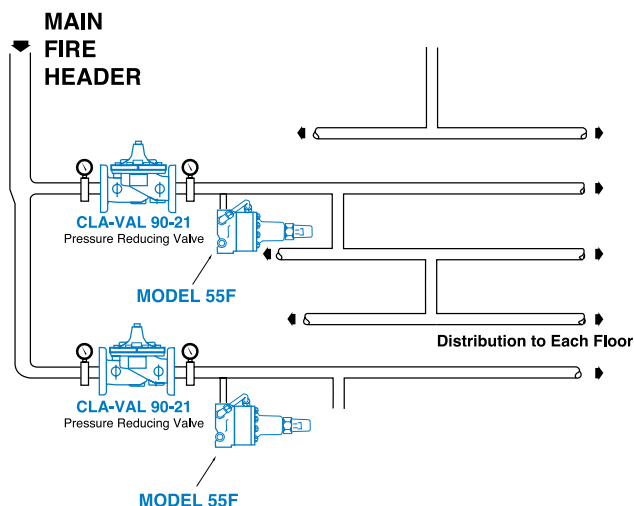 MAIN
FIRE
HEADER
CLA-VAL 90-21
Pressure Reducing Valve
MODEL 55F
Distribution to Each Floor
CLA-VAL 90-21
Pressure Reducing Valve
MODEL 55F